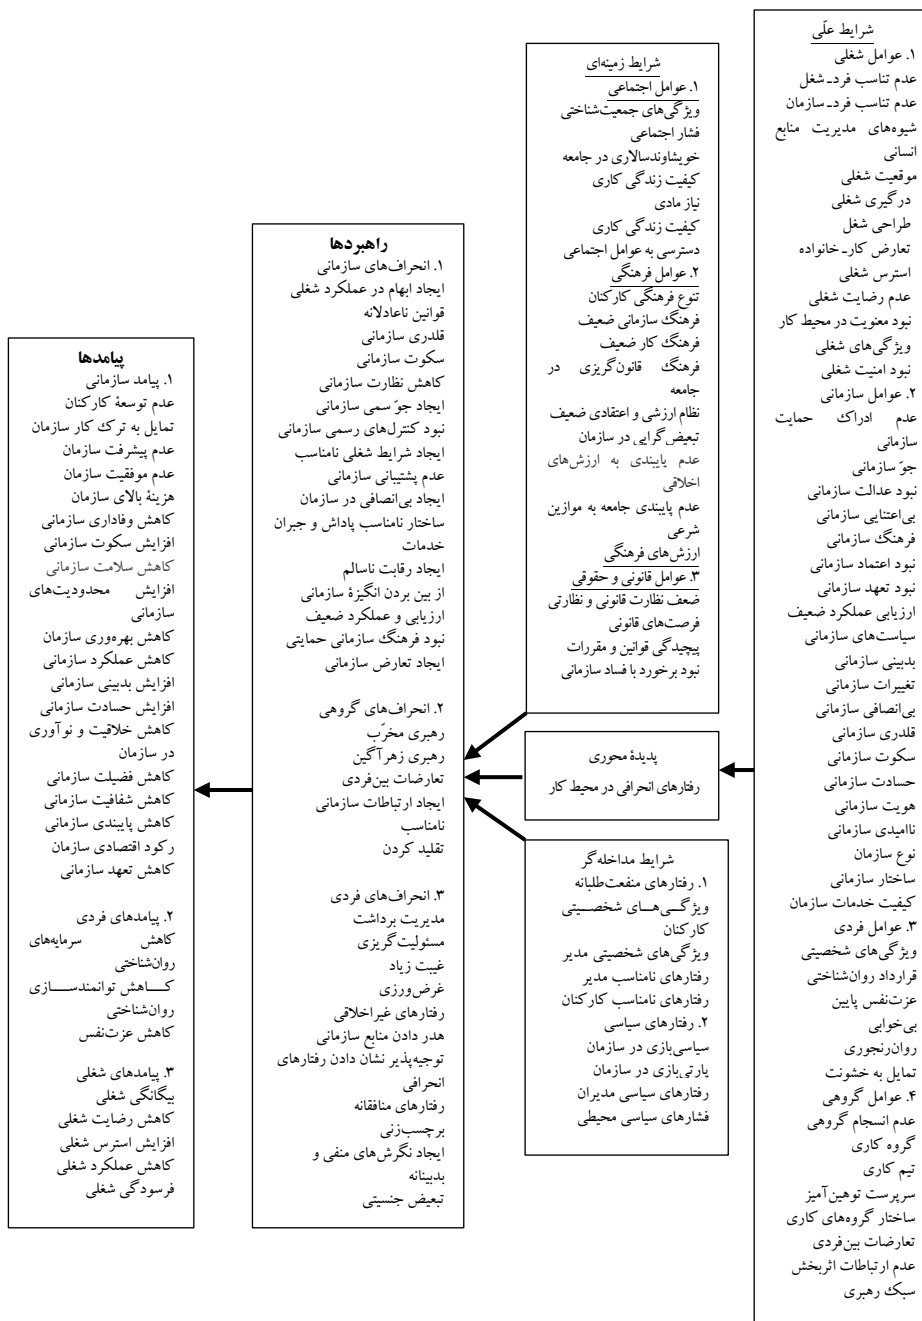 شرایط علّی
۱. عوامل شغلی
عدم تناسب فرد- شغل
عدم تناسب فرد- سازمان
شیوه‌های مدیریت منابع
انسانی
موقعیت شغلی
درگیری شغلی
طراحی شغل
تعارض کار- خانواده
استرس شغلی
عدم رضایت شغلی
نبود معنویت در محیط کار
ویژگی‌های شغلی
نبود امنیت شغلی
۲. عوامل سازمانی
عدم ادراک حمایت
سازمانی
جوّ سازمانی
نبود عدالت سازمانی
بی‌اعتنایی سازمانی
فرهنگ سازمانی
نبود اعتماد سازمانی
نبود تعهد سازمانی
ارزیابی عملکرد ضعیف
سیاست‌های سازمانی
بدبینی سازمانی
تغییرات سازمانی
بی‌انصافی سازمانی
قلدری سازمانی
سکوت سازمانی
حسادت سازمانی
هویت سازمانی
ناامیدی سازمانی
نوع سازمان
ساختار سازمانی
کیفیت خدمات سازمان
۳. عوامل فردی
ویژگی‌های شخصیتی
قرارداد روان‌شناختی
عزت‌نفس پایین
بی‌خوابی
روان‌رنجوری
تمایل به خشونت
۴. عوامل گروهی
عدم انسجام گروهی
گروه کاری
تیم کاری
سرپرست توهین‌آمیز
ساختار گروه‌های کاری
تعارضات بین‌فردی
عدم ارتباطات اثربخش
سبک رهبری
شرایط زمینه‌ای
۱. عوامل اجتماعی
ویژگی‌های جمعیت‌شناختی
فشار اجتماعی
خویشاوندسالاری در جامعه
کیفیت زندگی کاری
نیاز مادی
کیفیت زندگی کاری
دسترسی به عوامل اجتماعی
۲. عوامل فرهنگی
تنوع فرهنگی کارکنان
فرهنگ سازمانی ضعیف
فرهنگ کار ضعیف
فرهنگ قانون‌گریزی در
جامعه
نظام ارزشی و اعتقادی ضعیف
تبعیض‌گرایی در سازمان
عدم پایبندی به ارزش‌های
اخلاقی
عدم پایبندی جامعه به موازین
شرعی
ارزش‌های فرهنگی
۳. عوامل قانونی و حقوقی
ضعف نظارت قانونی و نظارتی
فرصت‌های قانونی
پیچیدگی قوانین و مقررات
نبود برخورد با فساد سازمانی
پدیدهٔ محوری
رفتارهای انحرافی در محیط کار
شرایط مداخله‌گر
۱. رفتارهای منفعت‌طلبانه
ویژگـی‌هـای شخصـیتی
کارکنان
ویژگی‌های شخصیتی مدیر
رفتارهای نامناسب مدیر
رفتارهای نامناسب کارکنان
۲. رفتارهای سیاسی
سیاسی‌بازی در سازمان
پارتی‌بازی در سازمان
رفتارهای سیاسی مدیران
فشارهای سیاسی محیطی
راهبردها
۱. انحراف‌های سازمانی
ایجاد ابهام در عملکرد شغلی
قوانین ناعادلانه
قلدری سازمانی
سکوت سازمانی
کاهش نظارت سازمانی
ایجاد جوّ سمی سازمانی
نبود کنترل‌های رسمی سازمانی
ایجاد شرایط شغلی نامناسب
عدم پشتیبانی سازمانی
ایجاد بی‌انصافی در سازمان
ساختار نامناسب پاداش و جبران
خدمات
ایجاد رقابت ناسالم
از بین بردن انگیزهٔ سازمانی
ارزیابی و عملکرد ضعیف
نبود فرهنگ سازمانی حمایتی
ایجاد تعارض سازمانی
۲. انحراف‌های گروهی
رهبری مخرّب
رهبری زهرآگین
تعارضات بین‌فردی
ایجاد ارتباطات سازمانی
نامناسب
تقلید کردن
۳. انحراف‌های فردی
مدیریت برداشت
مسئولیت‌گریزی
غیبت زیاد
غرض‌ورزی
رفتارهای غیراخلاقی
هدر دادن منابع سازمانی
توجیه‌پذیر نشان دادن رفتارهای
انحرافی
رفتارهای منافقانه
برچسب‌زنی
ایجاد نگرش‌های منفی و
بدبینانه
تبعیض جنسیتی
پیامدها
۱. پیامد سازمانی
عدم توسعهٔ کارکنان
تمایل به ترک کار سازمان
عدم پیشرفت سازمان
عدم موفقیت سازمان
هزینهٔ بالای سازمان
کاهش وفاداری سازمانی
افزایش سکوت سازمانی
کاهش سلامت سازمانی
افزایش محدودیت‌های
سازمانی
کاهش بهره‌وری سازمان
کاهش عملکرد سازمانی
افزایش بدبینی سازمانی
افزایش حسادت سازمانی
کاهش خلاقیت و نوآوری
در سازمان
کاهش فضیلت سازمانی
کاهش شفافیت سازمانی
کاهش پایبندی سازمانی
رکود اقتصادی سازمان
کاهش تعهد سازمانی
۲. پیامدهای فردی
کاهش سرمایه‌های
روان‌شناختی
کـــاهش توانمندســـازی
روان‌شناختی
کاهش عزت‌نفس
۳. پیامدهای شغلی
بیگانگی شغلی
کاهش رضایت شغلی
افزایش استرس شغلی
کاهش عملکرد شغلی
فرسودگی شغلی